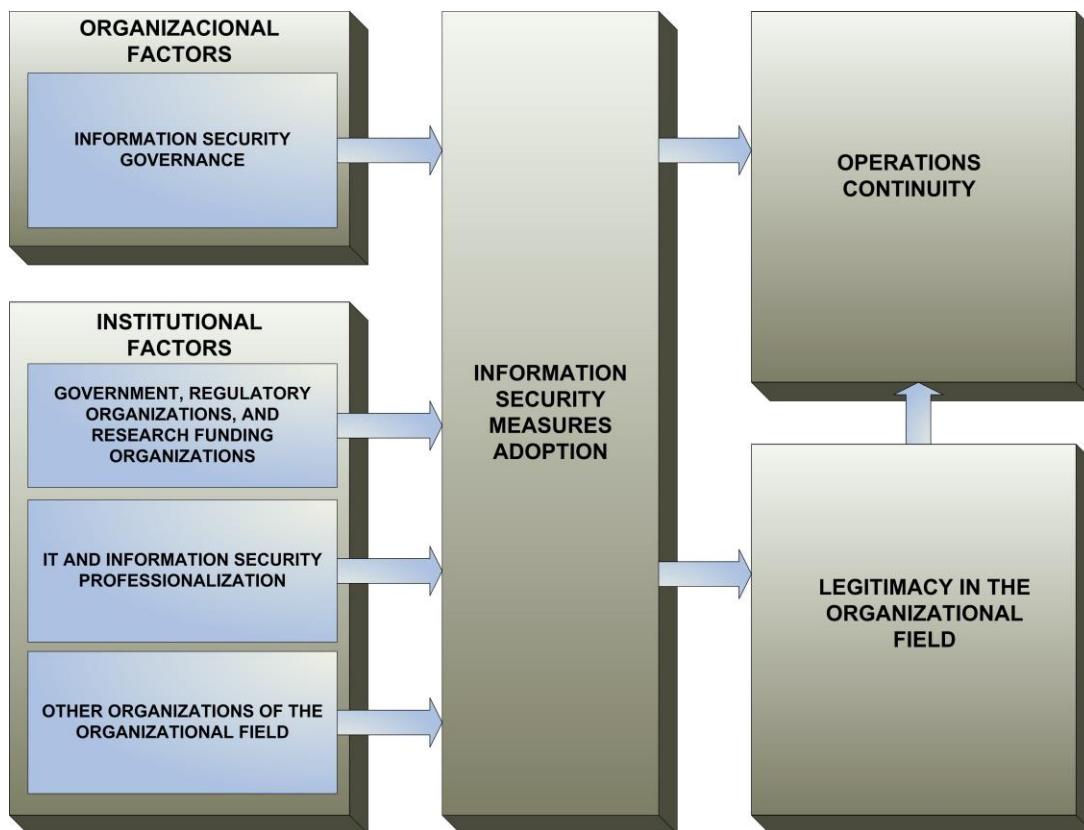 ORGANIZACIONAL
FACTORS
INFORMATION SECURITY
GOVERNANCE
INSTITUTIONAL
FACTORS
GOVERNMENT, REGULATORY
ORGANIZATIONS, AND
RESEARCH FUNDING
ORGANIZATIONS
IT AND INFORMATION SECURITY
PROFESSIONALIZATION
OTHER ORGANIZATIONS OF THE
ORGANIZATIONAL FIELD
INFORMATION
SECURITY
MEASURES
ADOPTION
OPERATIONS
CONTINUITY
LEGITIMACY IN THE
ORGANIZATIONAL
FIELD